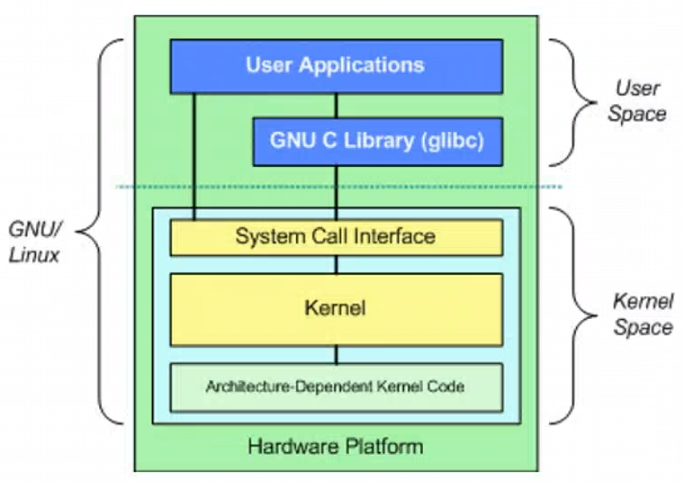 User Applications
User
Space
GNU C Library (glibc)
GNU/
Linux
System Call Interface
Kernel
Kernel
Space
Architecture-Dependent Kernel Code
Hardware Platform